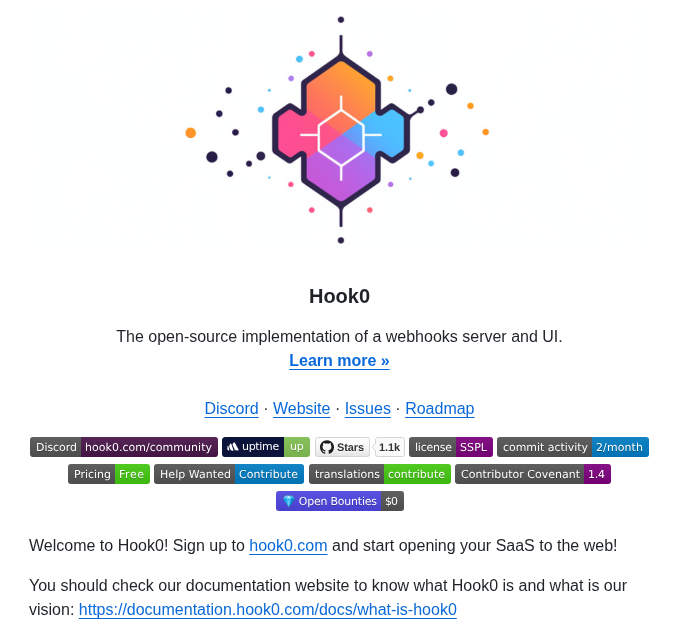 Hook0
The open-source implementation of a webhooks server and UI.
Learn more »
Discord · Website · Issues · Roadmap
Discord hook0.com/community uptime up Stars 1.1k license SSPL commit activity 2/month
Pricing Free Help Wanted Contribute translations contribute Contributor Covenant 1.4
Open Bounties $0
Welcome to Hook0! Sign up to hook0.com and start opening your SaaS to the web!
You should check our documentation website to know what Hook0 is and what is our
vision: https://documentation.hook0.com/docs/what-is-hook0